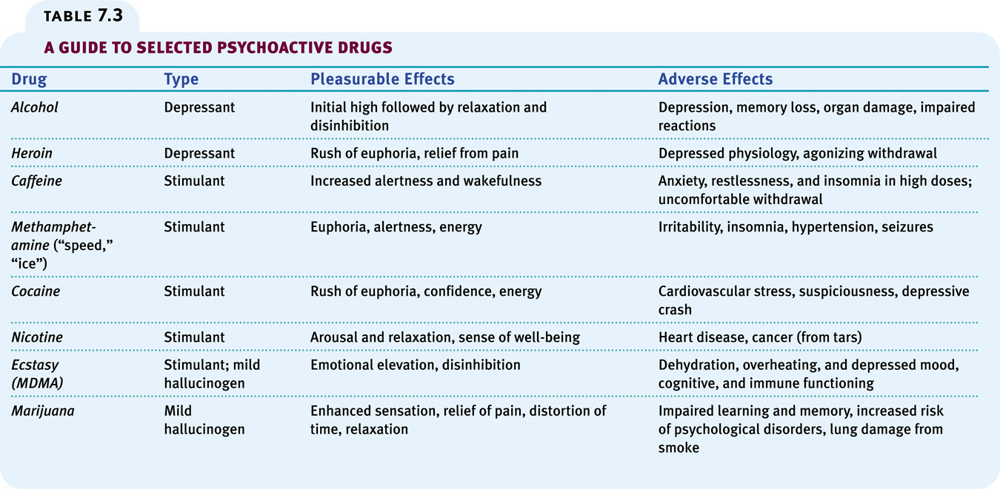 TABLE 7.3
A GUIDE TO SELECTED PSYCHOACTIVE DRUGS
Drug Type Pleasurable Effects Adverse Effects
Alcohol Depressant Initial high followed by relaxation and Depression, memory loss, organ damage, impaired
disinhibition reactions
Heroin Depressant Rush of euphoria, relief from pain Depressed physiology, agonizing withdrawal
Caffeine Stimulant Increased alertness and wakefulness Anxiety, restlessness, and insomnia in high doses;
uncomfortable withdrawal
Methamphet- Stimulant Euphoria, alertness, energy Irritability, insomnia, hypertension, seizures
amine (“speed,”
“ice”)
Cocaine Stimulant Rush of euphoria, confidence, energy Cardiovascular stress, suspiciousness, depressive
crash
Nicotine Stimulant Arousal and relaxation, sense of well-being Heart disease, cancer (from tars)
Ecstasy Stimulant; mild Emotional elevation, disinhibition Dehydration, overheating, and depressed mood,
(MDMA) hallucinogen cognitive, and immune functioning
Marijuana Mild Enhanced sensation, relief of pain, distortion of Impaired learning and memory, increased risk
hallucinogen time, relaxation of psychological disorders, lung damage from
smoke